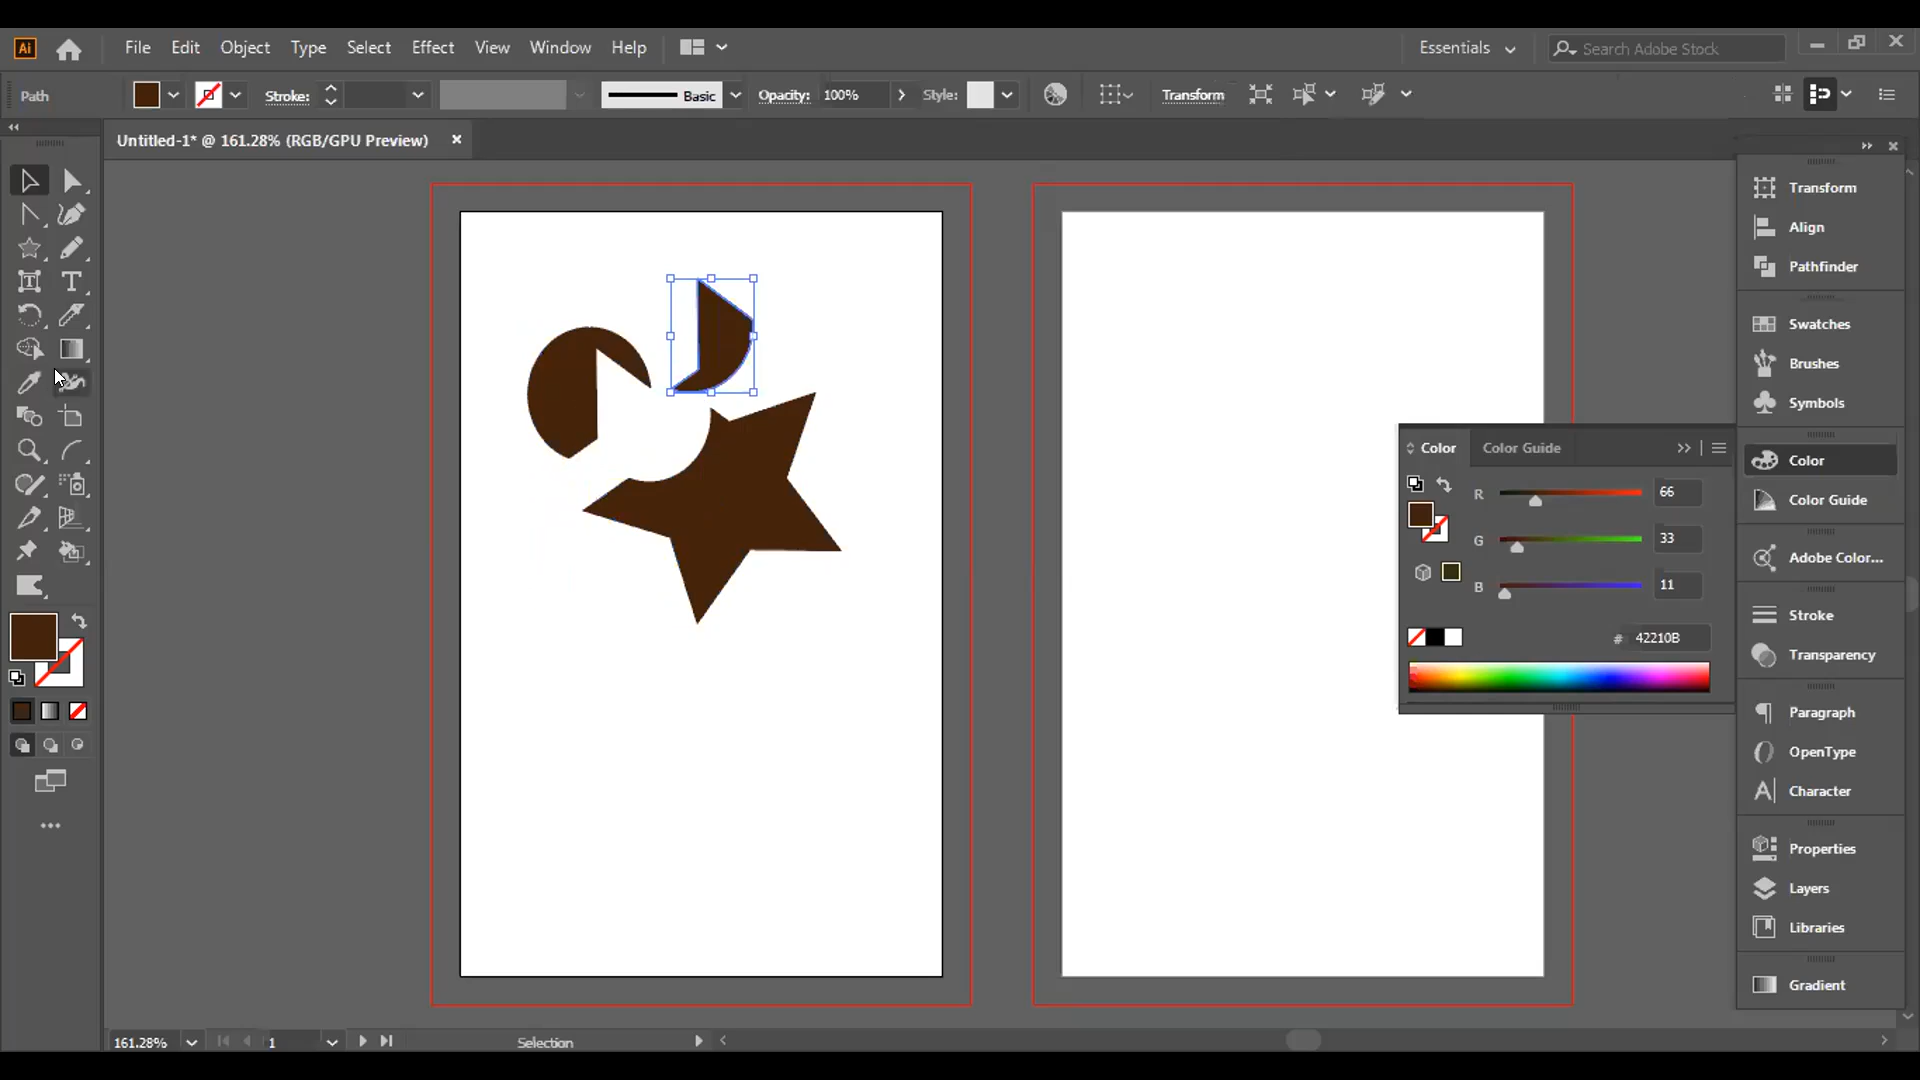 Ai File Edit Object Type Select Effect View Window Help Essentials Search Adobe Stock
Path Stroke: Basic Opacity: 100% Style: Transform
Untitled-1* @ 161.28% (RGB/GPU Preview)
Transform
Align
Pathfinder
Swatches
Brushes
Symbols
Color Color Guide
R 66
G 33
B 11
# 42210B
Color
Color Guide
Adobe Color...
Stroke
Transparency
Paragraph
OpenType
Character
Properties
Layers
Libraries
Gradient
161.28% 1 Selection